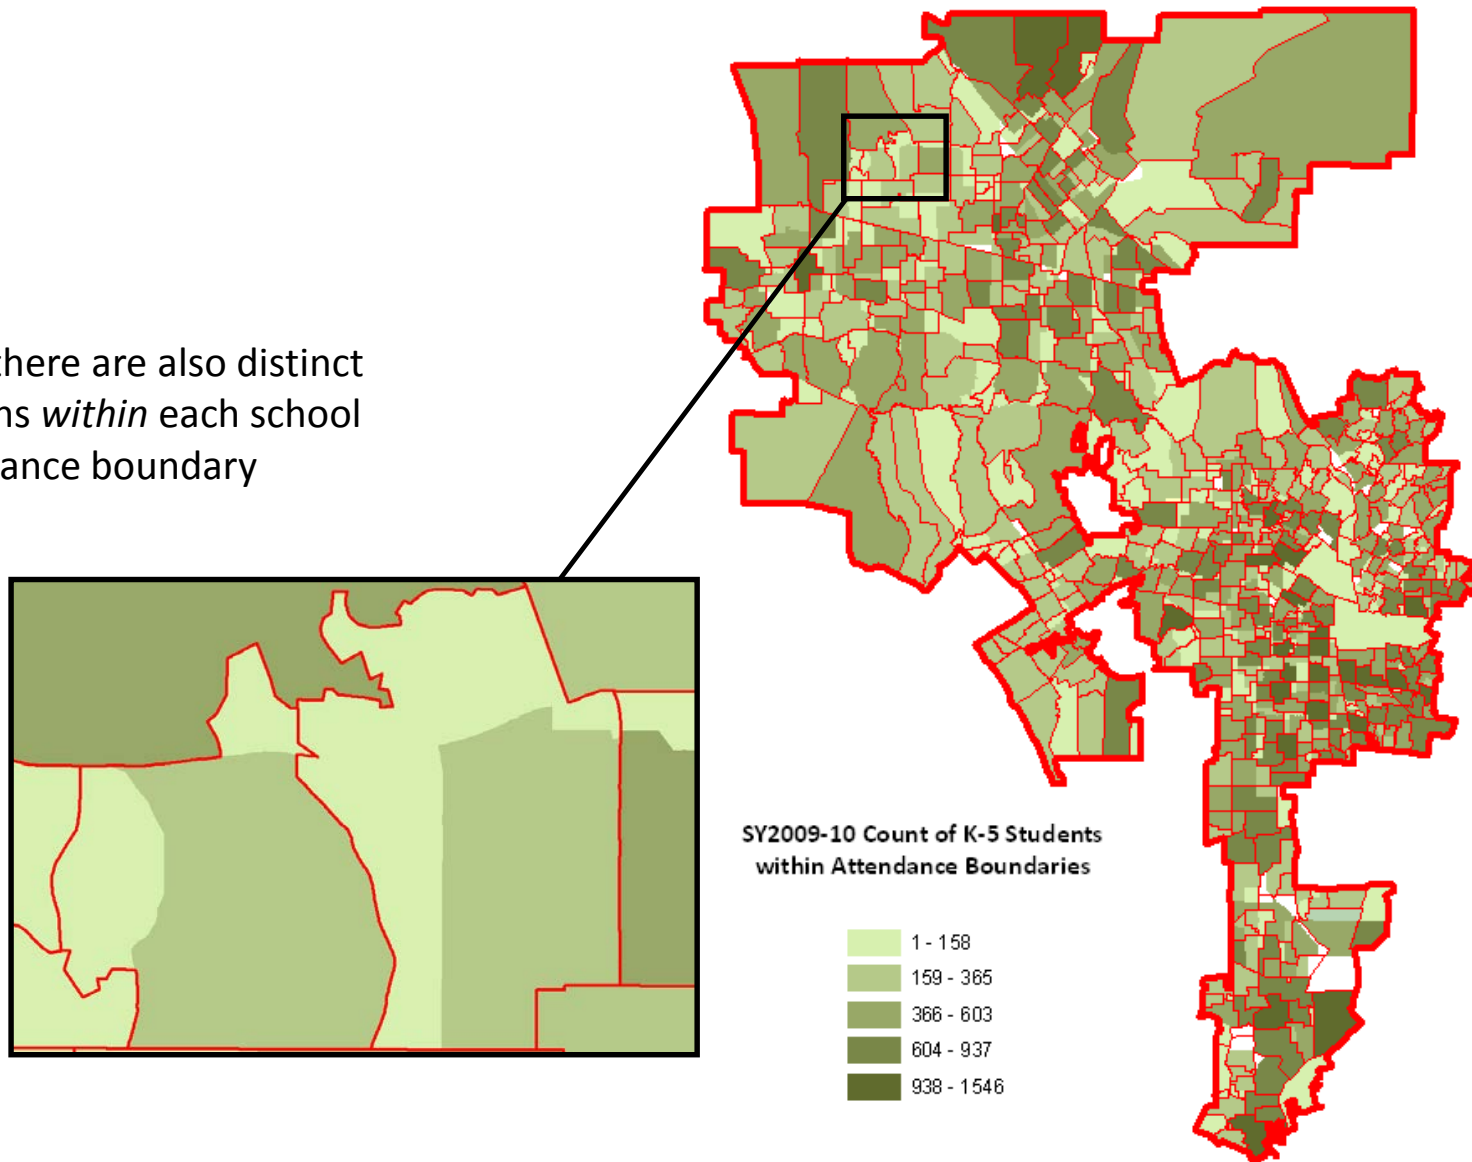 there are also distinct
ns within each school
ance boundary
SY2009-10 Count of K-5 Students
within Attendance Boundaries
1 - 158
159 - 365
366 - 603
604 - 937
938 - 1546